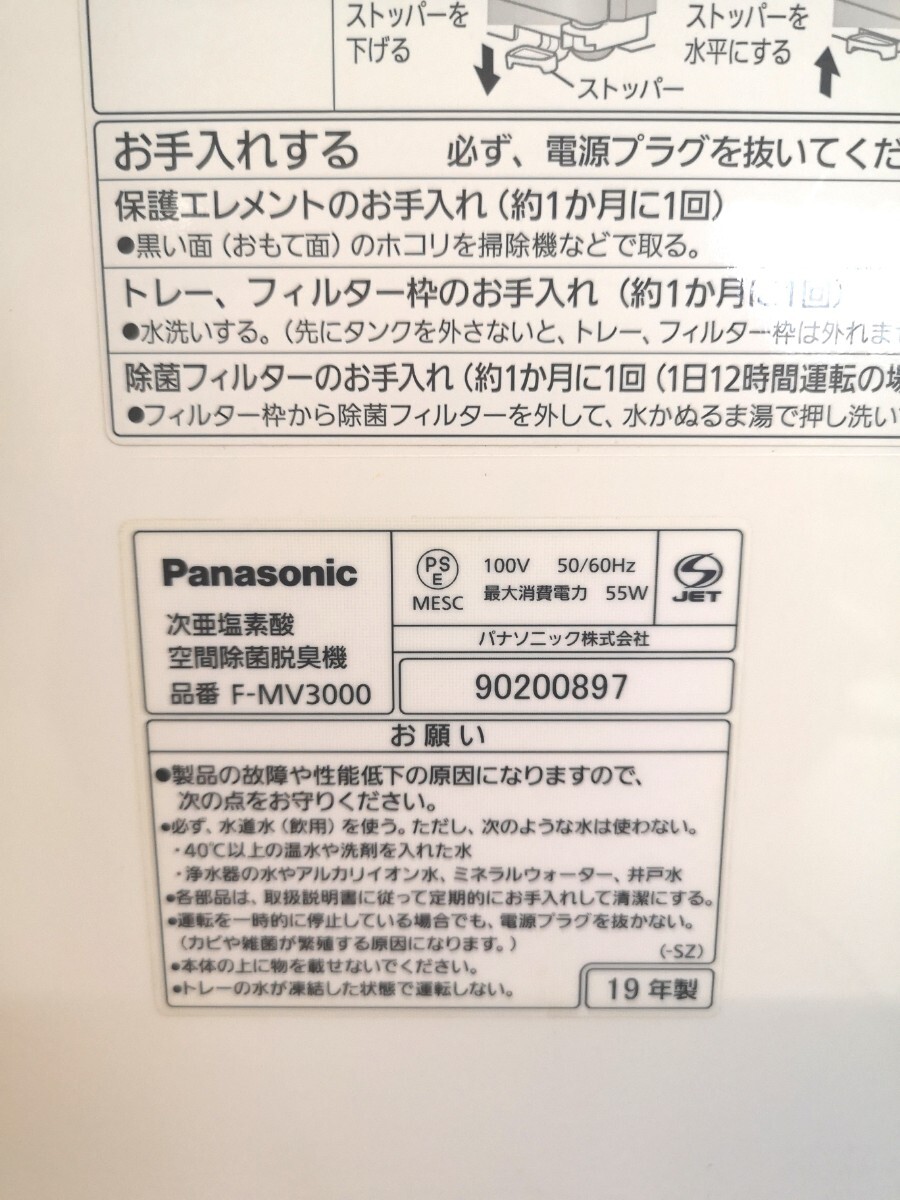 ストッパーを
下げる
ストッパー
ストッパーを
水平にする
お手入れする 必ず、電源プラグを抜いてくだ
保護エレメントのお手入れ(約1か月に1回)
●黒い面(おもて面)のホコリを掃除機などで取る。
トレー、フィルター枠のお手入れ(約1か月に1回)
●水洗いする。(先にタンクを外さないと、トレー、フィルター枠は外れませ
除菌フィルターのお手入れ(約1か月に1回(1日12時間運転の場
●フィルター枠から除菌フィルターを外して、水かぬるま湯で押し洗い
Panasonic
次亜塩素酸
空間除菌脱臭機
品番 F-MV3000
PS
E
MESC
100V 50/60Hz
最大消費電力 55W
JET
パナソニック株式会社
90200897
お願い
●製品の故障や性能低下の原因になりますので、
次の点をお守りください。
●必ず、水道水(飲用)を使う。ただし、次のような水は使わない。
・40℃以上の温水や洗剤を入れた水
・浄水器の水やアルカリイオン水、ミネラルウォーター、井戸水
●各部品は、取扱説明書に従って定期的にお手入れして清潔にする。
●運転を一時的に停止している場合でも、電源プラグを抜かない。
(カビや雑菌が繁殖する原因になります。)
●本体の上に物を載せないでください。
●トレーの水が凍結した状態で運転しない。
(-SZ)
19 年製